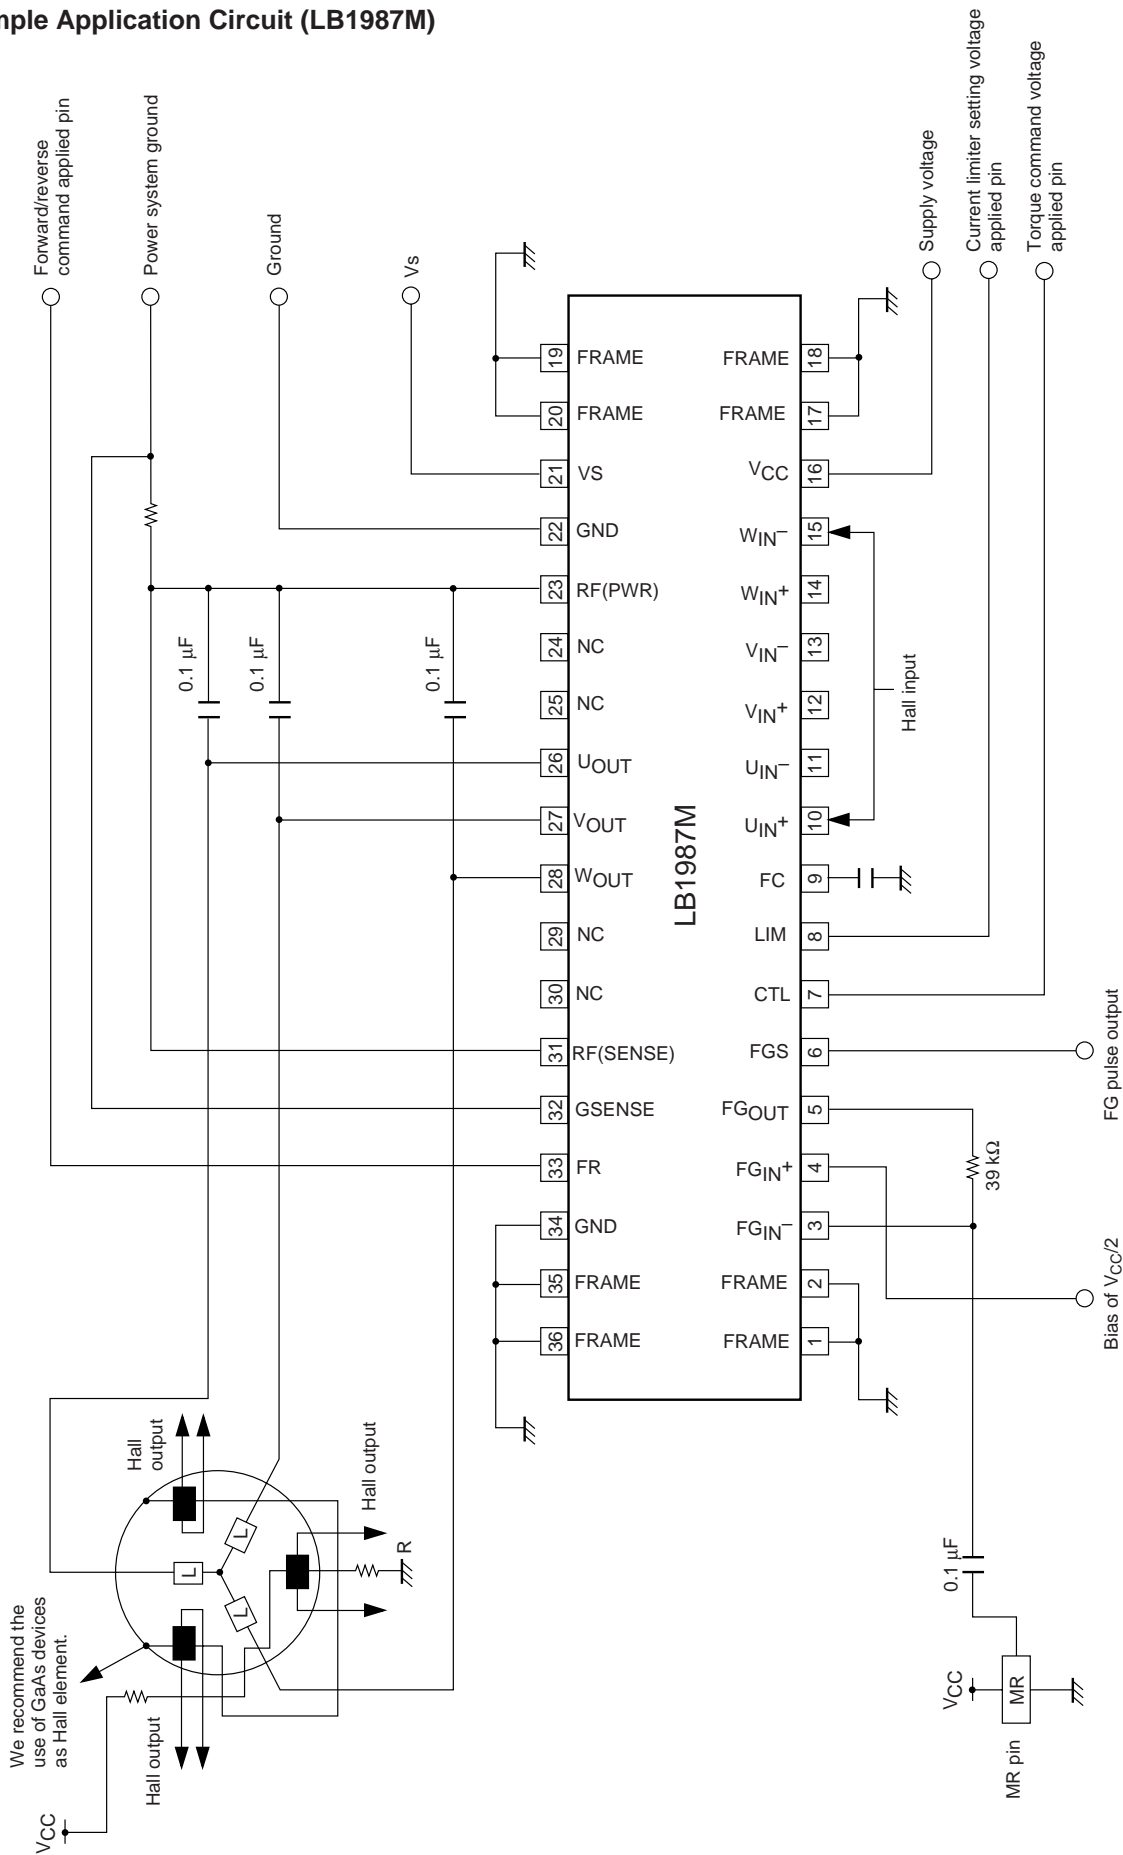 mple Application Circuit (LB1987M)
Forward/reverse
command applied pin
Power system ground
Ground
Vs
Supply voltage
Current limiter setting voltage
applied pin
Torque command voltage
applied pin
19 FRAME
20 FRAME
21 VS
22 GND
23 RF(PWR)
24 NC
25 NC
26 UOUT
27 VOUT
28 WOUT
29 NC
30 NC
31 RF(SENSE)
32 GSENSE
33 FR
34 GND
35 FRAME
36 FRAME
FRAME 18
FRAME 17
VCC 16
WIN− 15
WIN+ 14
VIN− 13
VIN+ 12
UIN− 11
UIN+ 10
FC 9
LIM 8
CTL 7
FGS 6
FGOUT 5
FGIN+ 4
FGIN− 3
FRAME 2
FRAME 1
LB1987M
0.1 µF
0.1 µF
0.1 µF
Hall input
FG pulse output
39 kΩ
Bias of VCC/2
0.1 µF
VCC
MR
MR pin
Hall
output
Hall output
R
L
L
L
We recommend the
use of GaAs devices
as Hall element.
Hall output
VCC